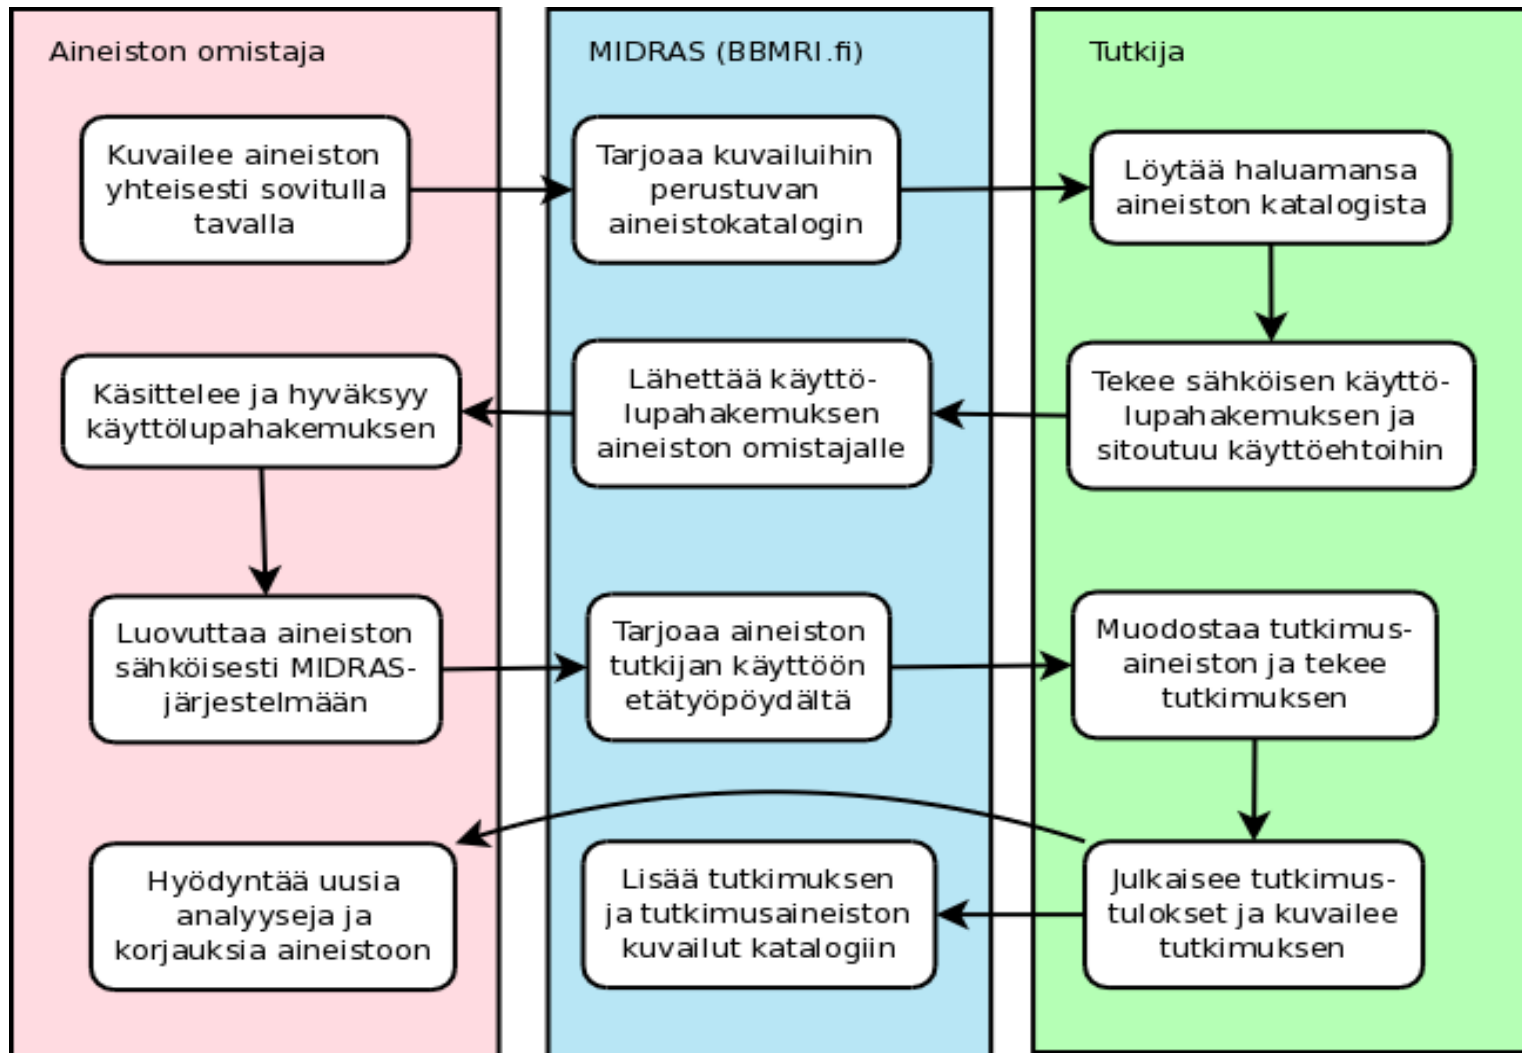 Aineiston omistaja
MIDRAS (BBMRI.fi)
Tutkija
Kuvailee aineiston
yhteisesti sovitulla
tavalla
Tarjoaa kuvailuihin
perustuvan
aineistokatalogin
Löytää haluamansa
aineiston katalogista
Käsittelee ja hyväksyy
käyttölupahakemuksen
Lähettää käyttö-
lupahakemuksen
aineiston omistajalle
Tekee sähköisen käyttö-
lupahakemuksen ja
sitoutuu käyttöehtoihin
Luovuttaa aineiston
sähköisesti MIDRAS-
järjestelmään
Tarjoaa aineiston
tutkijan käyttöön
etätyöpöydältä
Muodostaa tutkimus-
aineiston ja tekee
tutkimuksen
Hyödyntää uusia
analyyseja ja
korjauksia aineistoon
Lisää tutkimuksen
ja tutkimusaineiston
kuvailut katalogiin
Julkaisee tutkimus-
tulokset ja kuvailee
tutkimuksen